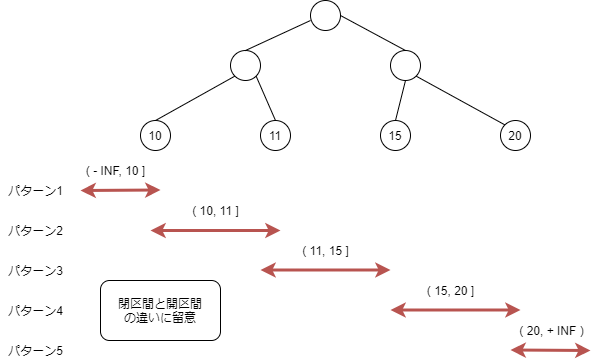 10
11
15
20
( - INF, 10 ]
パターン1
( 10, 11 ]
パターン2
( 11, 15 ]
パターン3
( 15, 20 ]
閉区間と開区間
の違いに留意
パターン4
( 20, + INF )
パターン5